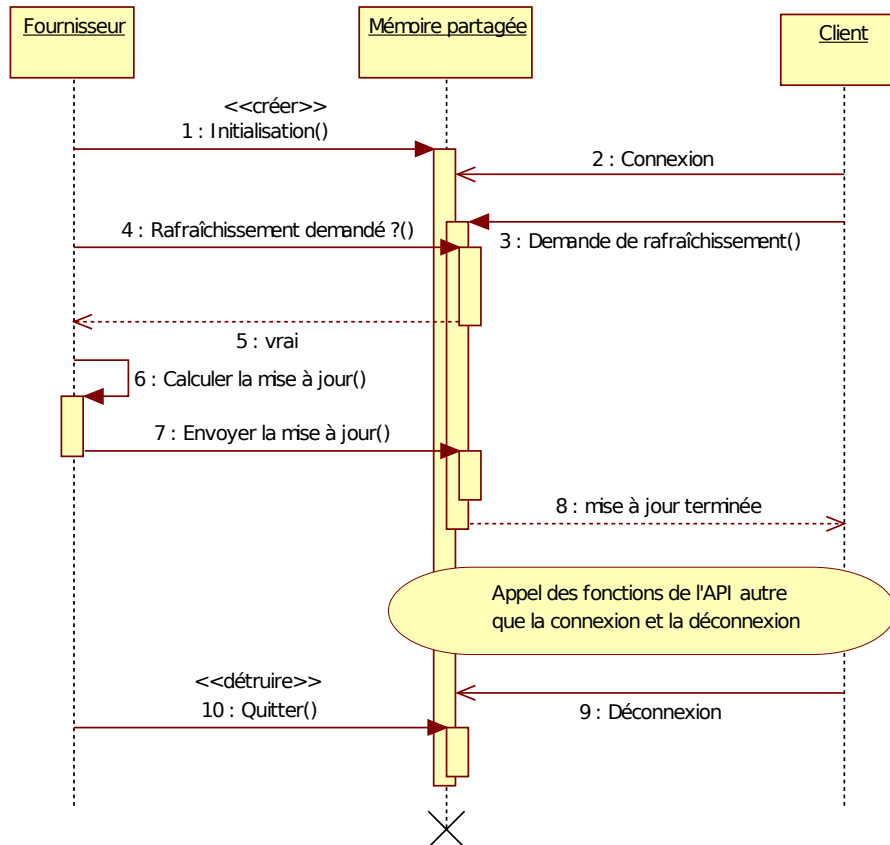 Fournisseur
Mémoire partagée
Client
<<créer>>
1 : Initialisation()
2 : Connexion
4 : Rafraîchissement demandé ?()
3 : Demande de rafraîchissement()
5 : vrai
6 : Calculer la mise à jour()
7 : Envoyer la mise à jour()
8 : mise à jour terminée
Appel des fonctions de l'API autre
que la connexion et la déconnexion
<<détruire>>
10 : Quitter()
9 : Déconnexion